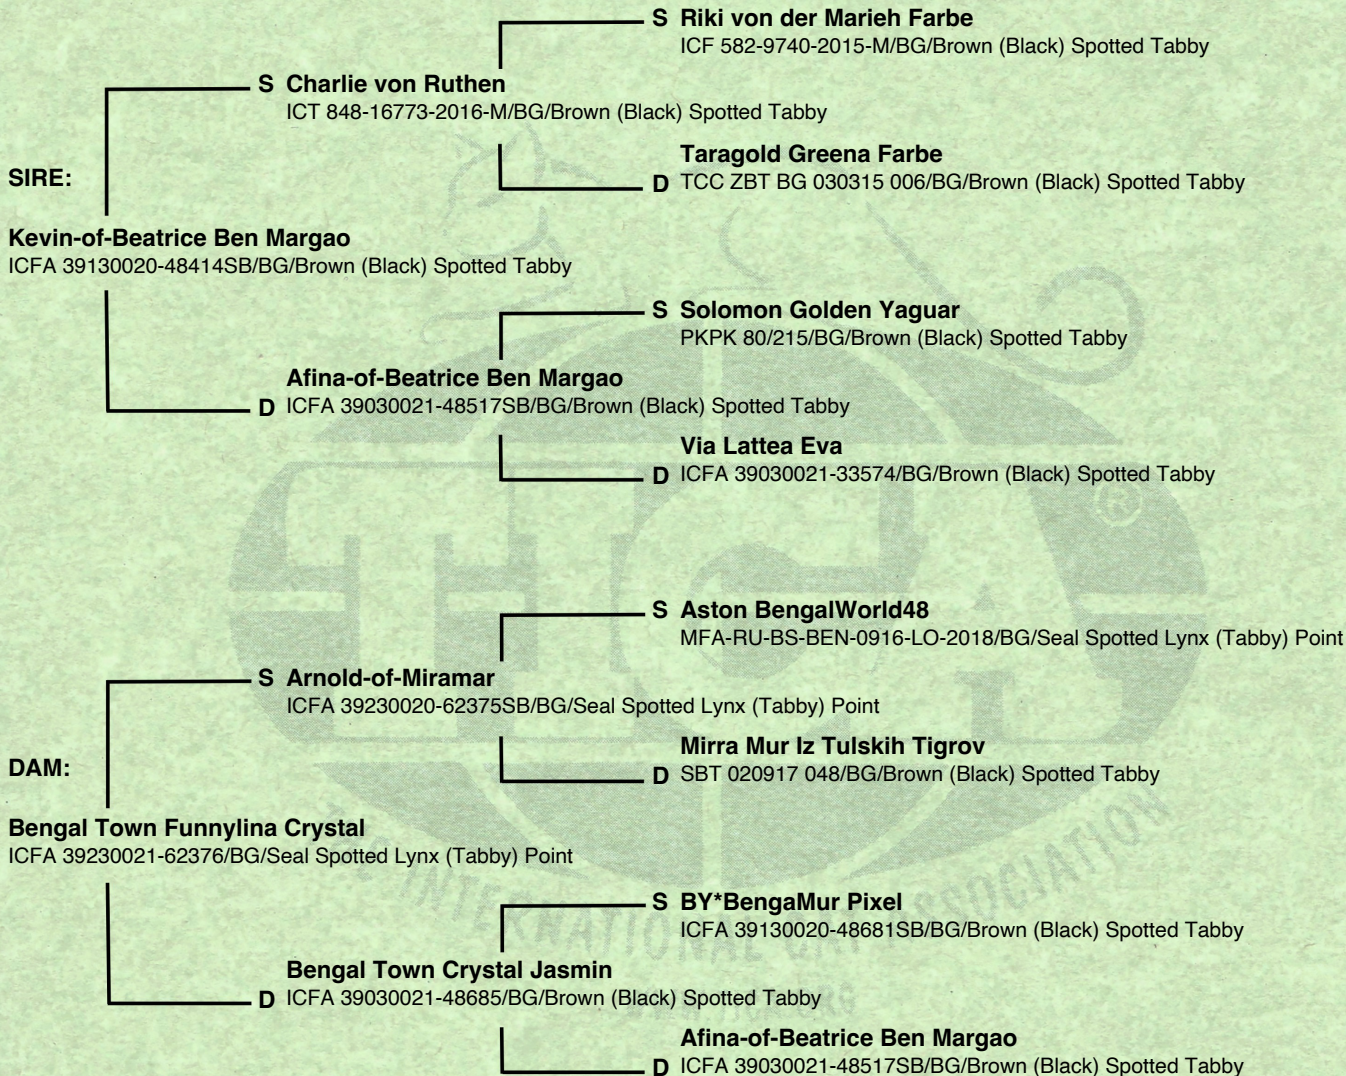 S Riki von der Marieh Farbe
ICF 582-9740-2015-M/BG/Brown (Black) Spotted Tabby
S Charlie von Ruthen
ICT 848-16773-2016-M/BG/Brown (Black) Spotted Tabby
Taragold Greena Farbe
D TCC ZBT BG 030315 006/BG/Brown (Black) Spotted Tabby
SIRE:
Kevin-of-Beatrice Ben Margao
ICFA 39130020-48414SB/BG/Brown (Black) Spotted Tabby
S Solomon Golden Yaguar
PKPK 80/215/BG/Brown (Black) Spotted Tabby
Afina-of-Beatrice Ben Margao
D ICFA 39030021-48517SB/BG/Brown (Black) Spotted Tabby
Via Lattea Eva
D ICFA 39030021-33574/BG/Brown (Black) Spotted Tabby
S Aston BengalWorld48
MFA-RU-BS-BEN-0916-LO-2018/BG/Seal Spotted Lynx (Tabby) Point
S Arnold-of-Miramar
ICFA 39230020-62375SB/BG/Seal Spotted Lynx (Tabby) Point
Mirra Mur Iz Tulskih Tigrov
D SBT 020917 048/BG/Brown (Black) Spotted Tabby
DAM:
Bengal Town Funnylina Crystal
ICFA 39230021-62376/BG/Seal Spotted Lynx (Tabby) Point
S BY*BengaMur Pixel
ICFA 39130020-48681SB/BG/Brown (Black) Spotted Tabby
Bengal Town Crystal Jasmin
D ICFA 39030021-48685/BG/Brown (Black) Spotted Tabby
Afina-of-Beatrice Ben Margao
D ICFA 39030021-48517SB/BG/Brown (Black) Spotted Tabby
TICA ®
INTERNATIONAL CAT ASSOCIATION